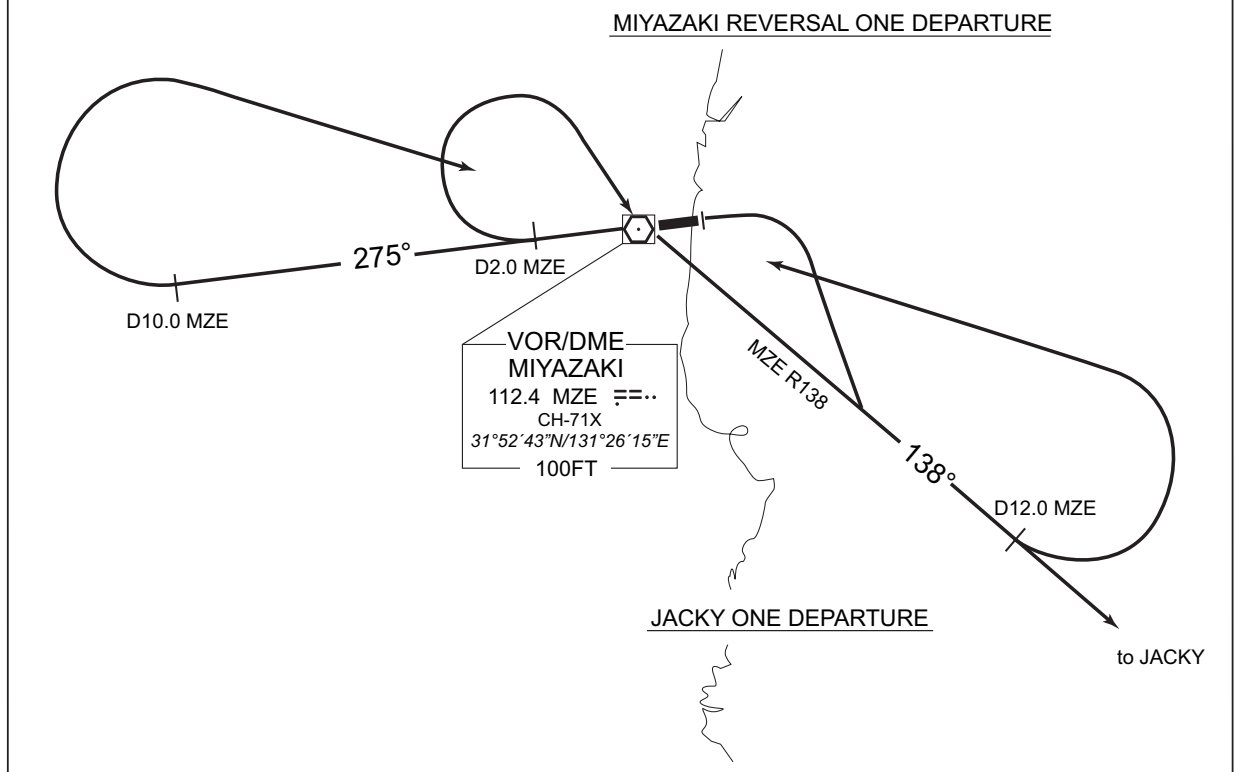 MIYAZAKI REVERSAL ONE DEPARTURE
275°
D2.0 MZE
D10.0 MZE
VOR/DME
MIYAZAKI
112.4 MZE
CH-71X
31°52´43”N/131°26´15”E
100FT
MZE R138
138°
D12.0 MZE
JACKY ONE DEPARTURE
to JACKY